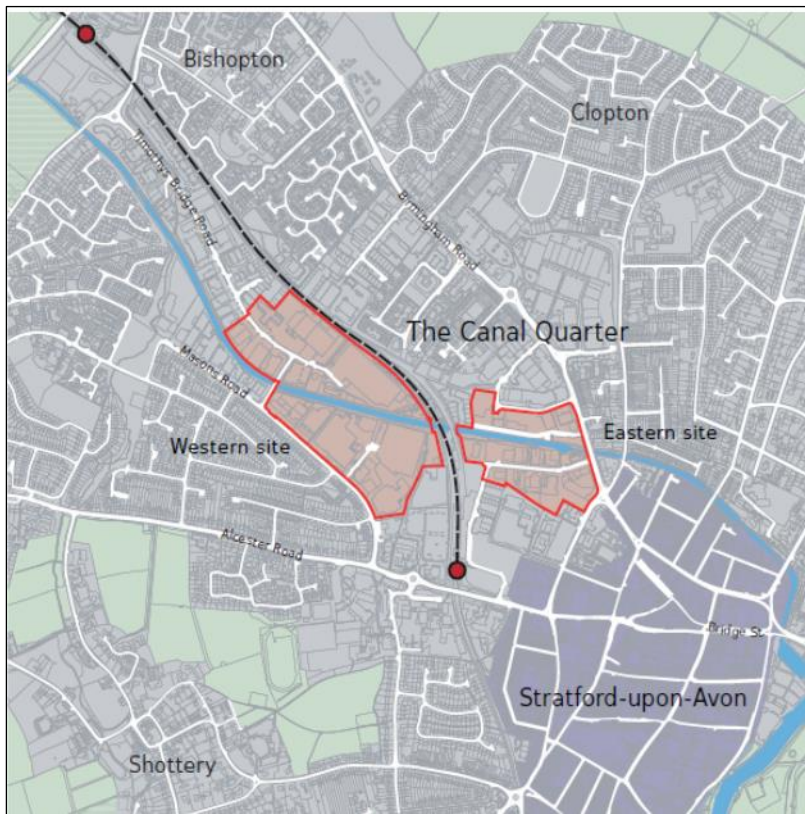 Bishopton
Clopton
Timothys Bridge Road
Birmingham Road
The Canal Quarter
Masons Road
Western site
Eastern site
Alcester Road
Bridge St.
Stratford-upon-Avon
Shottery